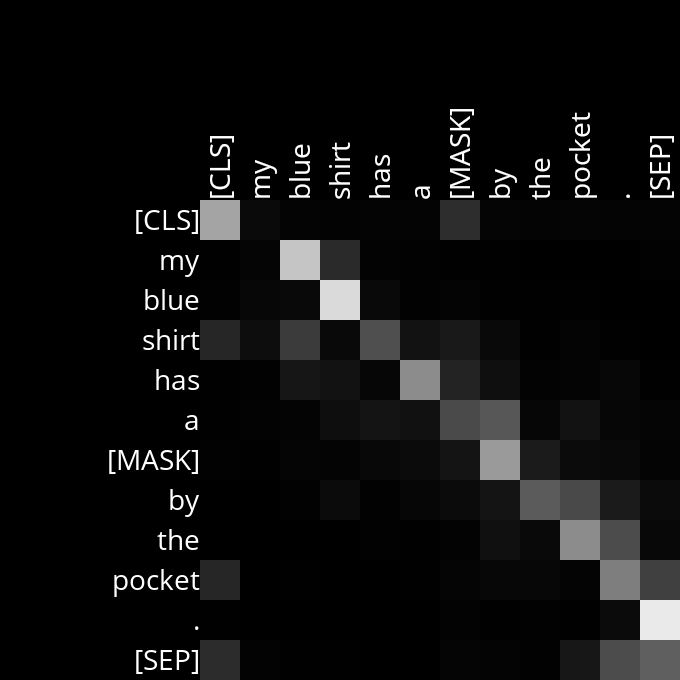 [CLS] my blue shirt has a [MASK] by the pocket . [SEP]
[CLS]
my
blue
shirt
has
a
[MASK]
by
the
pocket
.
[SEP]